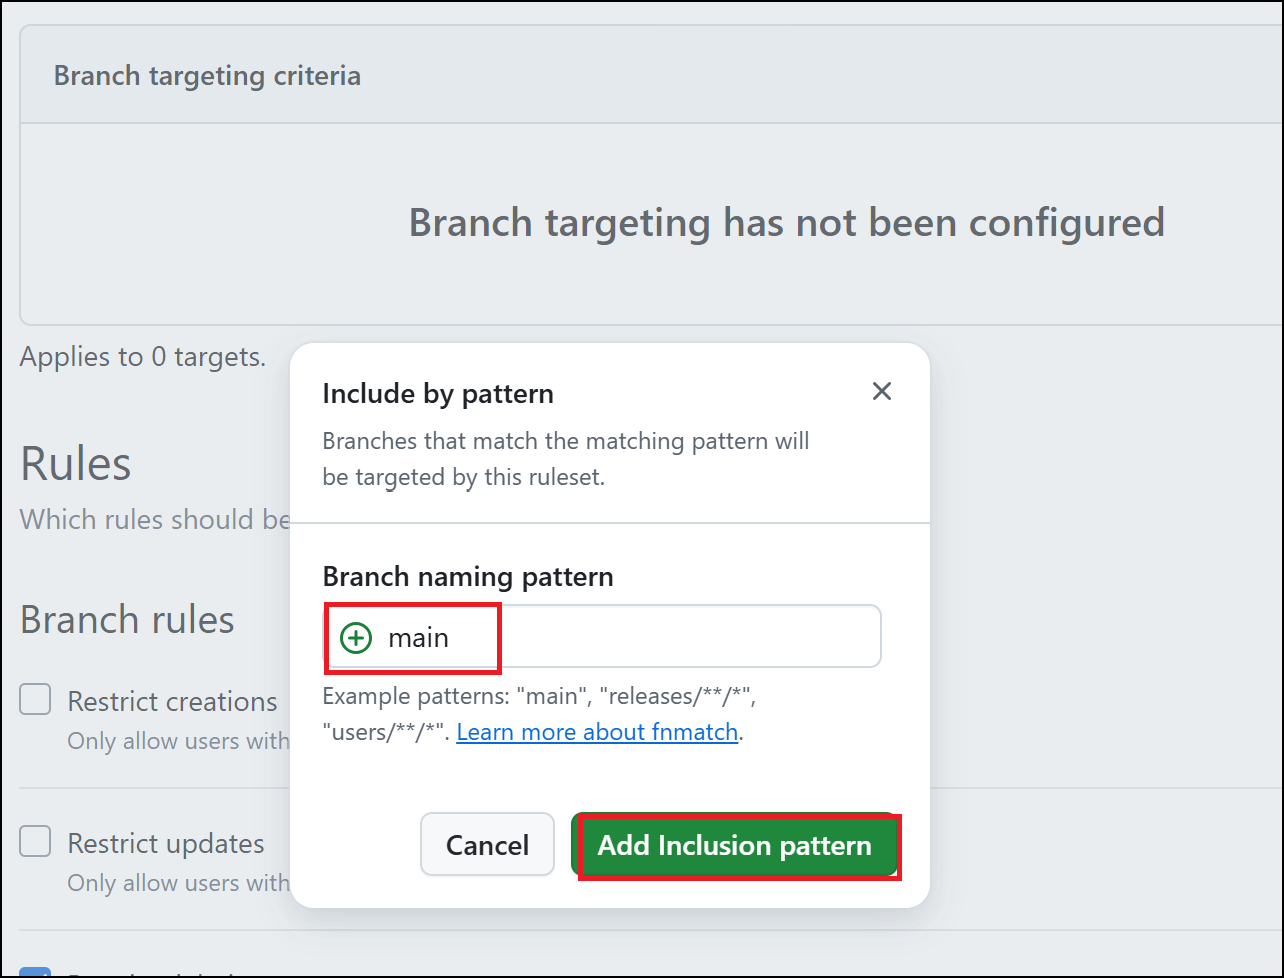 Branch targeting criteria
Branch targeting has not been configured
Applies to 0 targets.
Include by pattern
Branches that match the matching pattern will
be targeted by this ruleset.
Rules
Which rules should be
Branch naming pattern
main
Branch rules
Example patterns: "main", "releases/**/*",
"users/**/*". Learn more about fnmatch.
Restrict creations
Only allow users with
Cancel
Add Inclusion pattern
Restrict updates
Only allow users with